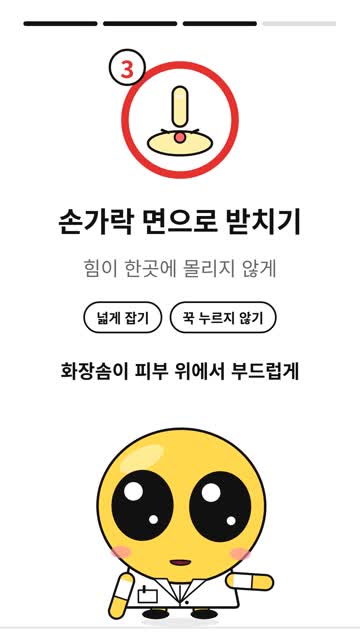 3
손가락 면으로 받치기
힘이 한곳에 몰리지 않게
넓게 잡기
꾹 누르지 않기
화장솜이 피부 위에서 부드럽게